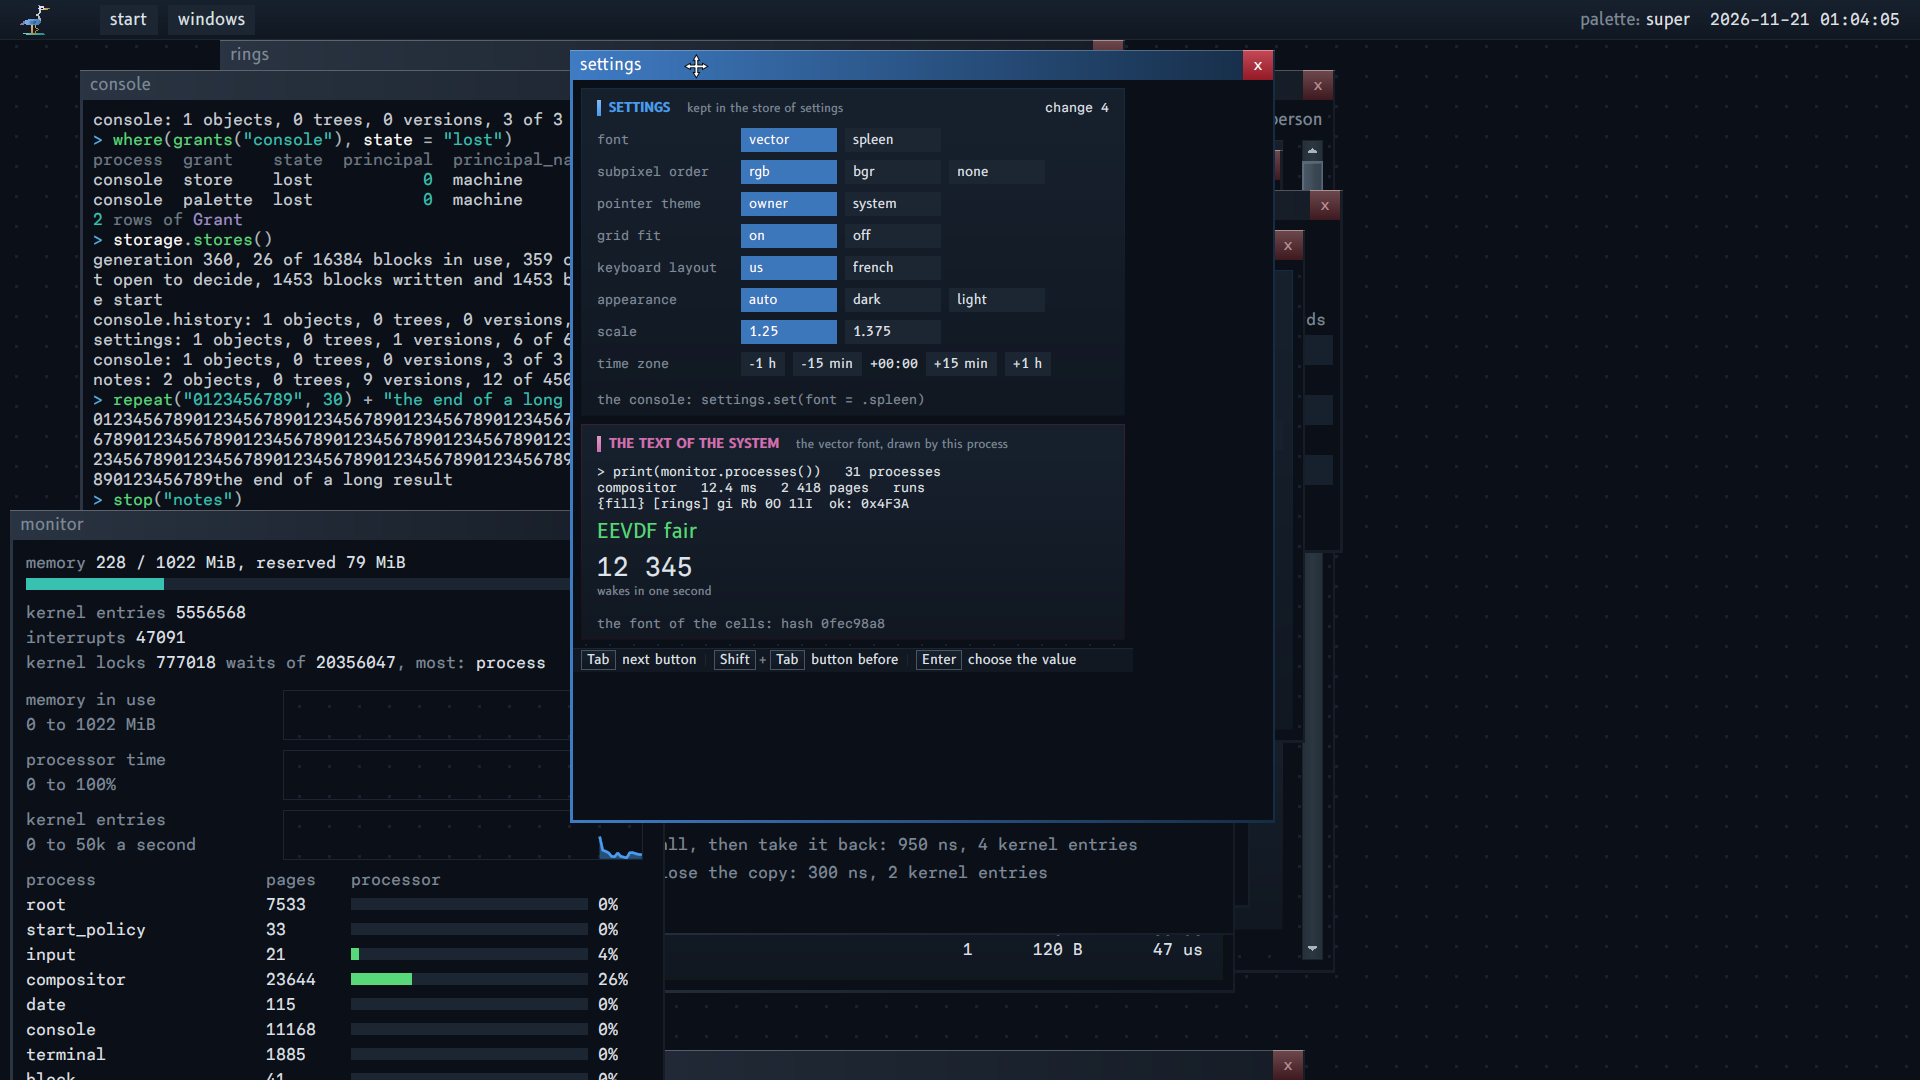 start windows palette: super 2026-11-21 01:04:05
rings
console
console: 1 objects, 0 trees, 0 versions, 3 of 3
> where(grants("console"), state = "lost")
process grant state principal principal_na
console store lost 0 machine
console palette lost 0 machine
2 rows of Grant
> storage.stores()
generation 360, 26 of 16384 blocks in use, 359
t open to decide, 1453 blocks written and 1453
e start
console.history: 1 objects, 0 trees, 0 versions,
settings: 1 objects, 0 trees, 1 versions, 6 of
console: 1 objects, 0 trees, 0 versions, 3 of 3
notes: 2 objects, 0 trees, 9 versions, 12 of 450
> repeat("0123456789", 30) + "the end of a long
012345678901234567890123456789012345678901234567
678901234567890123456789012345678901234567890123
234567890123456789012345678901234567890123456789
890123456789the end of a long result
> stop("notes")
settings x
SETTINGS kept in the store of settings change 4
font vector spleen
subpixel order rgb bgr none
pointer theme owner system
grid fit on off
keyboard layout us french
appearance auto dark light
scale 1.25 1.375
time zone -1 h -15 min +00:00 +15 min +1 h
the console: settings.set(font = .spleen)
THE TEXT OF THE SYSTEM the vector font, drawn by this process
> print(monitor.processes()) 31 processes
compositor 12.4 ms 2 418 pages runs
{fill} [rings] gi Rb 0O 1lI ok: 0x4F3A
EEVDF fair
12 345
wakes in one second
the font of the cells: hash 0fec98a8
Tab next button Shift + Tab button before Enter choose the value
x
person
x
x
ds
monitor
memory 228 / 1022 MiB, reserved 79 MiB
kernel entries 5556568
interrupts 47091
kernel locks 777018 waits of 20356047, most: process
memory in use
0 to 1022 MiB
processor time
0 to 100%
kernel entries
0 to 50k a second
process pages processor
root 7533 0%
start_policy 33 0%
input 21 4%
compositor 23644 26%
date 115 0%
console 11168 0%
terminal 1885 0%
block 41 0%
all, then take it back: 950 ns, 4 kernel entries
lose the copy: 300 ns, 2 kernel entries
1 120 B 47 us
x